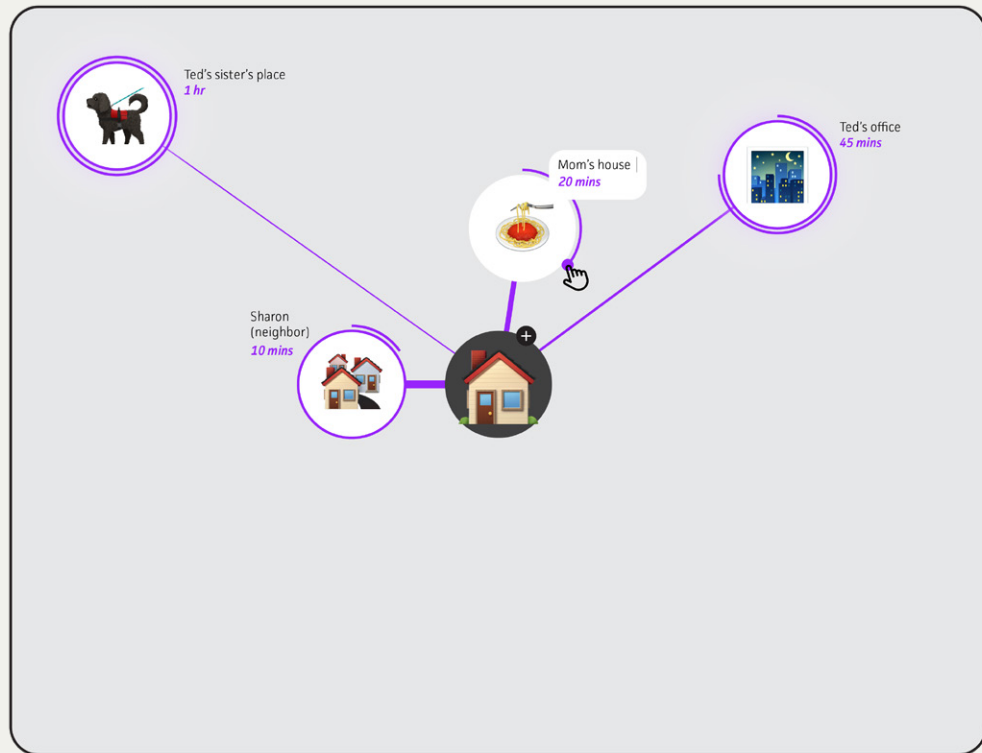 Ted's sister's place
1 hr
Ted's office
45 mins
Mom's house
20 mins
Sharon
(neighbor)
10 mins
+